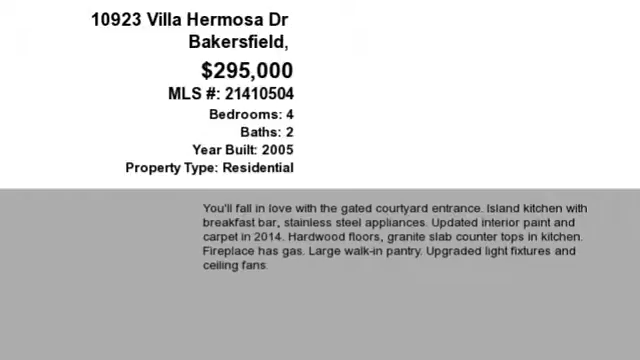 10923 Villa Hermosa Dr
Bakersfield,
$295,000
MLS #: 21410504
Bedrooms: 4
Baths: 2
Year Built: 2005
Property Type: Residential
You'll fall in love with the gated courtyard entrance. Island kitchen with
breakfast bar, stainless steel appliances. Updated interior paint and
carpet in 2014. Hardwood floors, granite slab counter tops in kitchen.
Fireplace has gas. Large walk-in pantry. Upgraded light fixtures and
ceiling fans.